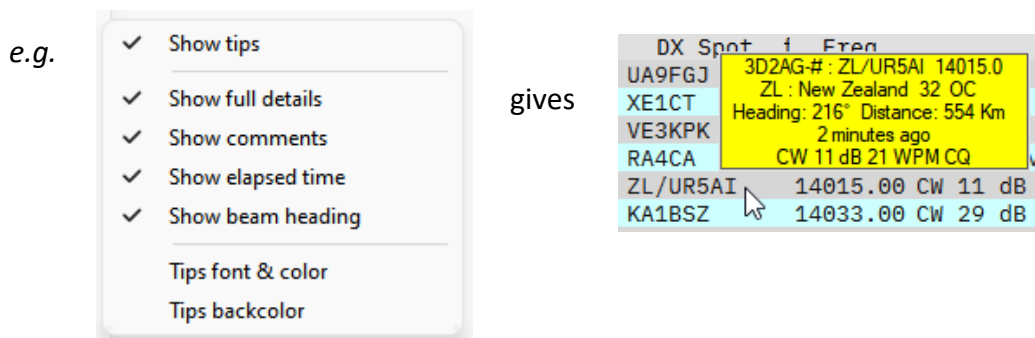 e.g.
Show tips
Show full details
Show comments
Show elapsed time
Show beam heading
Tips font & color
Tips backcolor
gives
DX Spot i Freq
3D2AG-# : ZL/UR5AI 14015.0
ZL : New Zealand 32 OC
Heading: 216° Distance: 554 Km
2 minutes ago
CW 11 dB 21 WPM CQ
UA9FGJ
XE1CT
VE3KPK
RA4CA
ZL/UR5AI 14015.00 CW 11 dB
KA1BSZ 14033.00 CW 29 dB